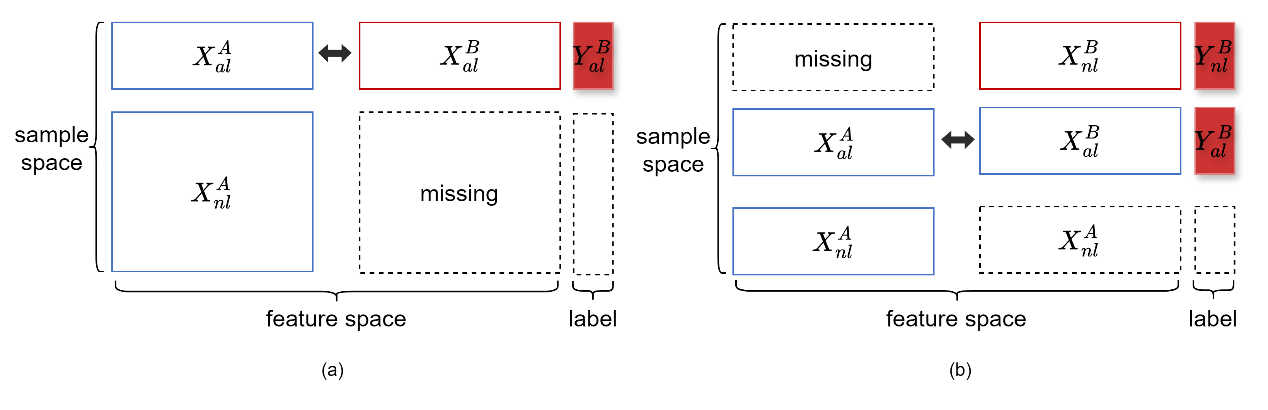 X_{al}^{A} X_{al}^{B} Y_{al}^{B}
sample
space
X_{nl}^{A} missing
feature space label
(a)
missing X_{nl}^{B} Y_{nl}^{B}
sample
space
X_{al}^{A} X_{al}^{B} Y_{al}^{B}
X_{nl}^{A} X_{nl}^{A}
feature space label
(b)